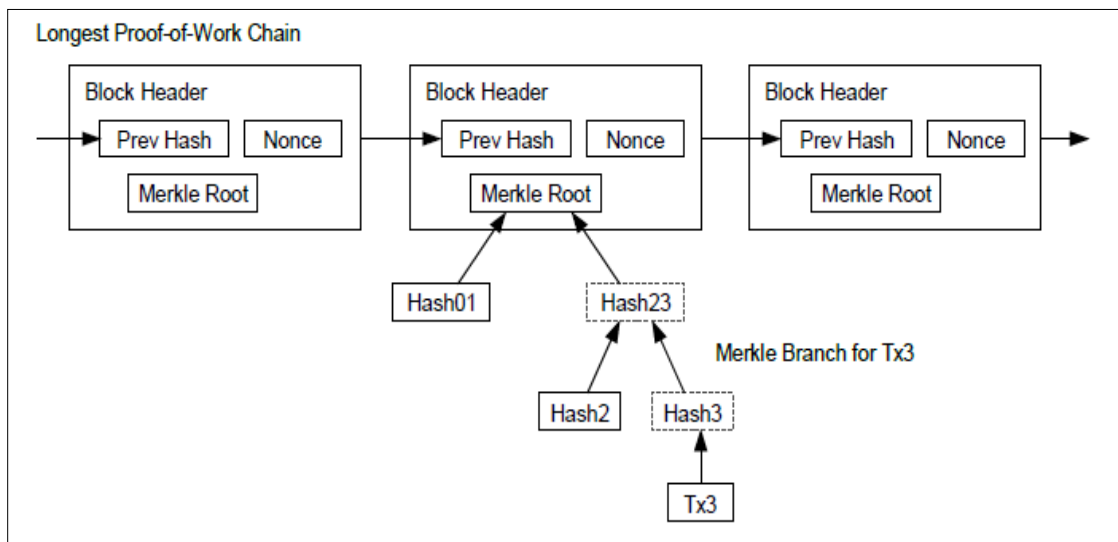 Longest Proof-of-Work Chain
Block Header
Block Header
Block Header
Prev Hash
Nonce
Prev Hash
Nonce
Prev Hash
Nonce
Merkle Root
Merkle Root
Merkle Root
Hash01
Hash23
Merkle Branch for Tx3
Hash2
Hash3
Tx3